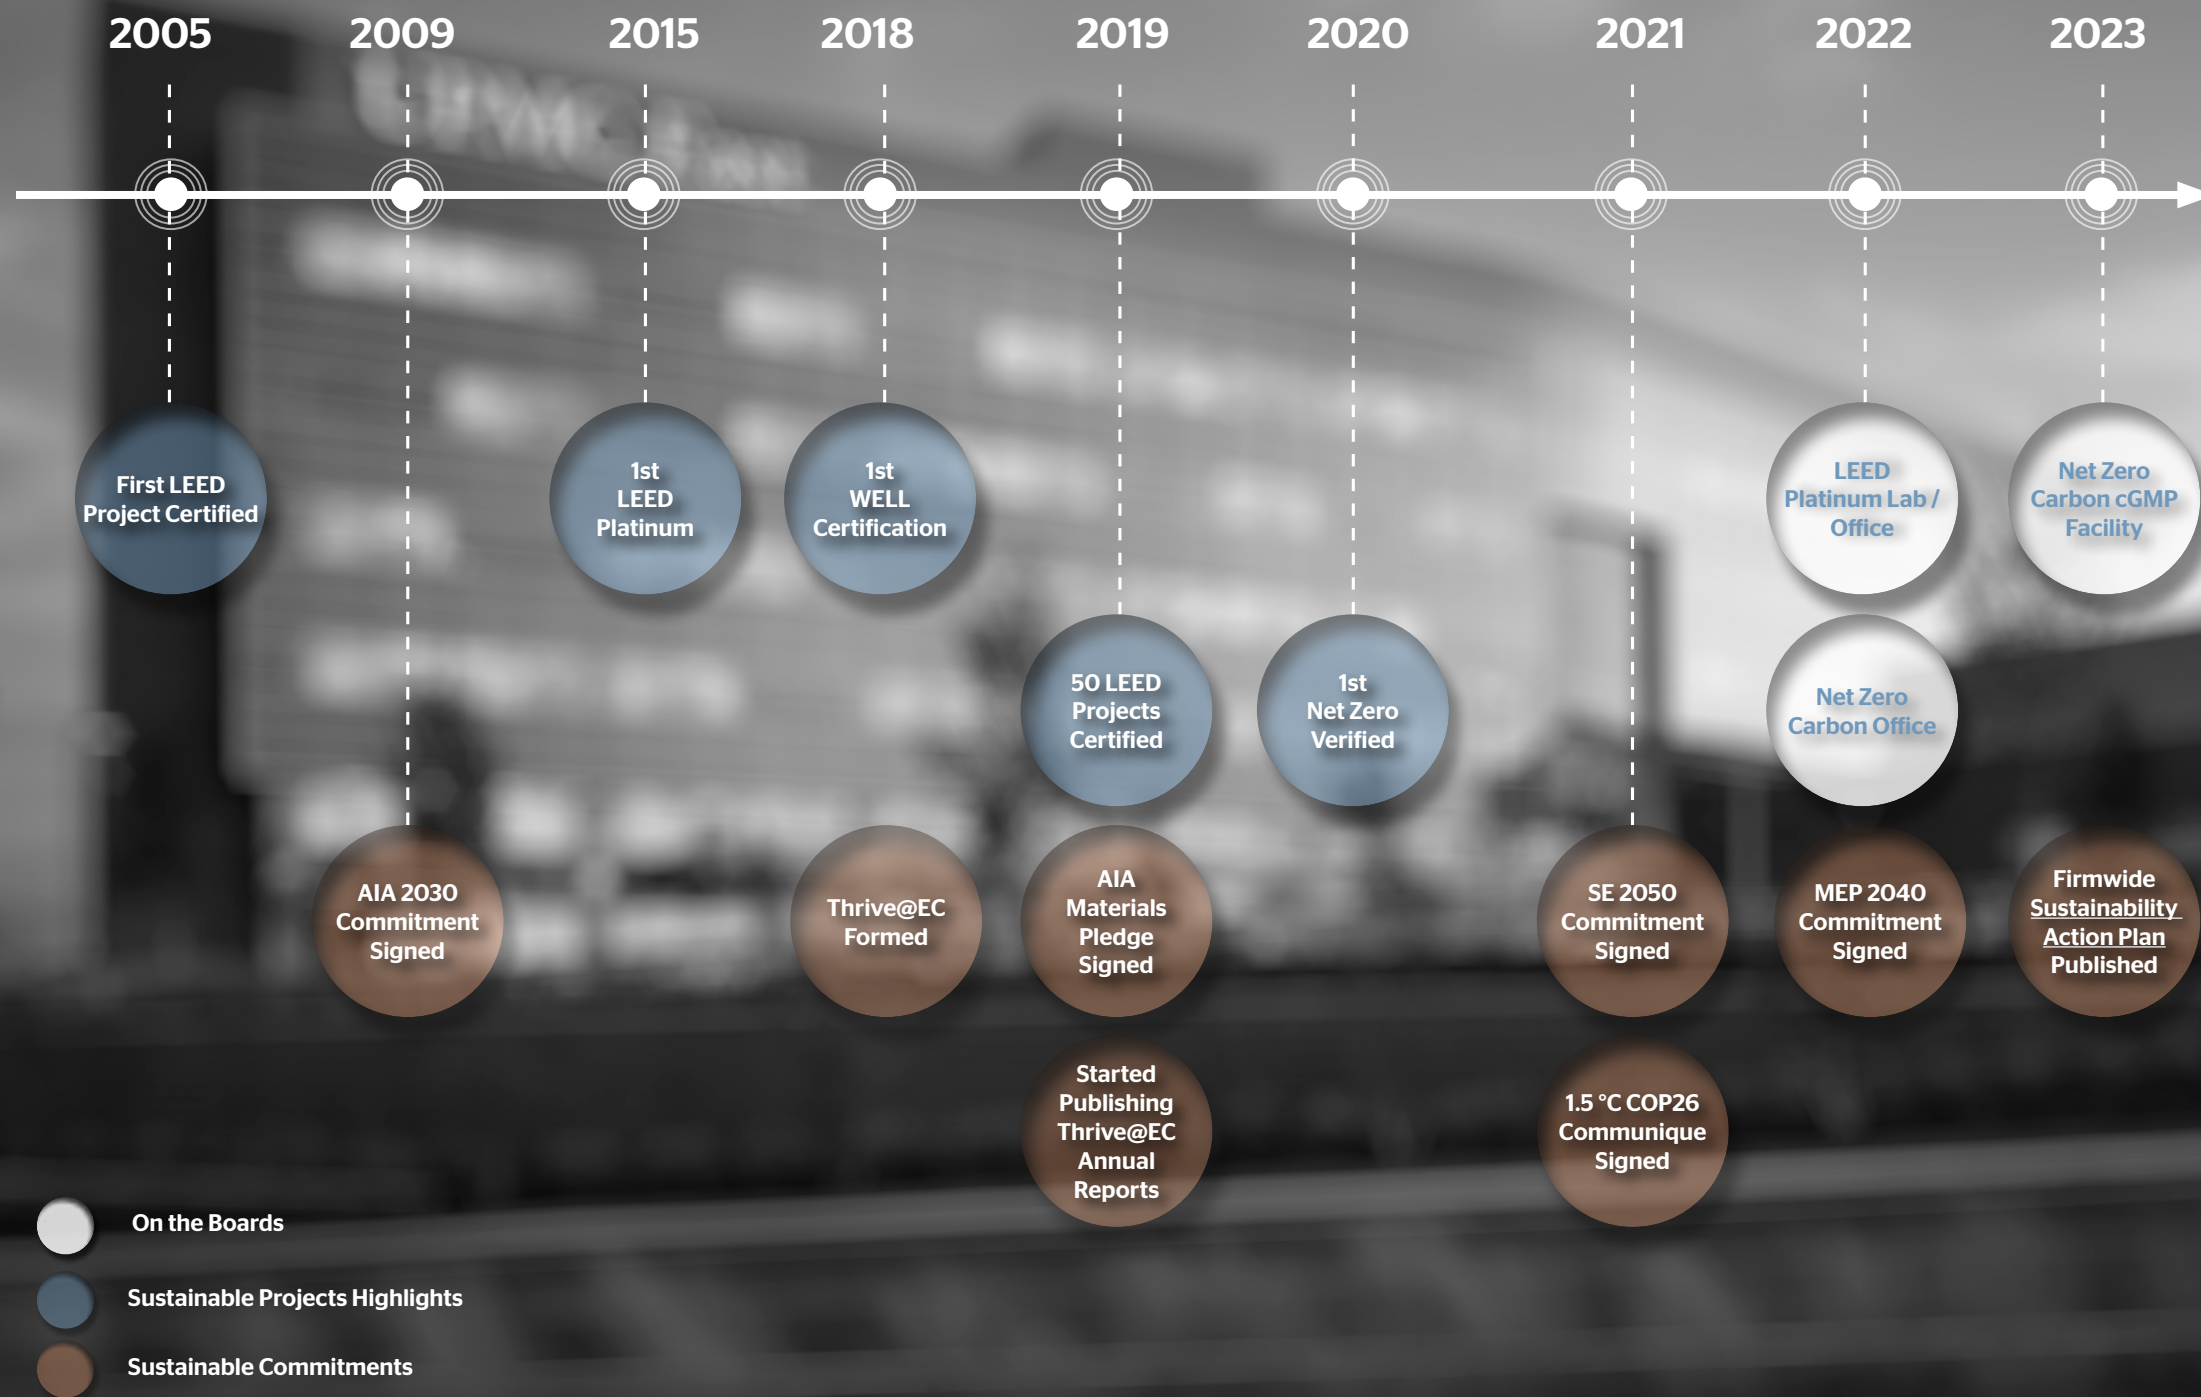 2005
2009
2015
2018
2019
2020
2021
2022
2023
First LEED
Project Certified
1st
LEED
Platinum
1st
WELL
Certification
LEED
Platinum Lab /
Office
Net Zero
Carbon cGMP
Facility
50 LEED
Projects
Certified
1st
Net Zero
Verified
Net Zero
Carbon Office
AIA 2030
Commitment
Signed
Thrive@EC
Formed
AIA
Materials
Pledge
Signed
SE 2050
Commitment
Signed
MEP 2040
Commitment
Signed
Firmwide
Sustainability
Action Plan
Published
Started
Publishing
Thrive@EC
Annual
Reports
1.5 °C COP26
Communique
Signed
On the Boards
Sustainable Projects Highlights
Sustainable Commitments